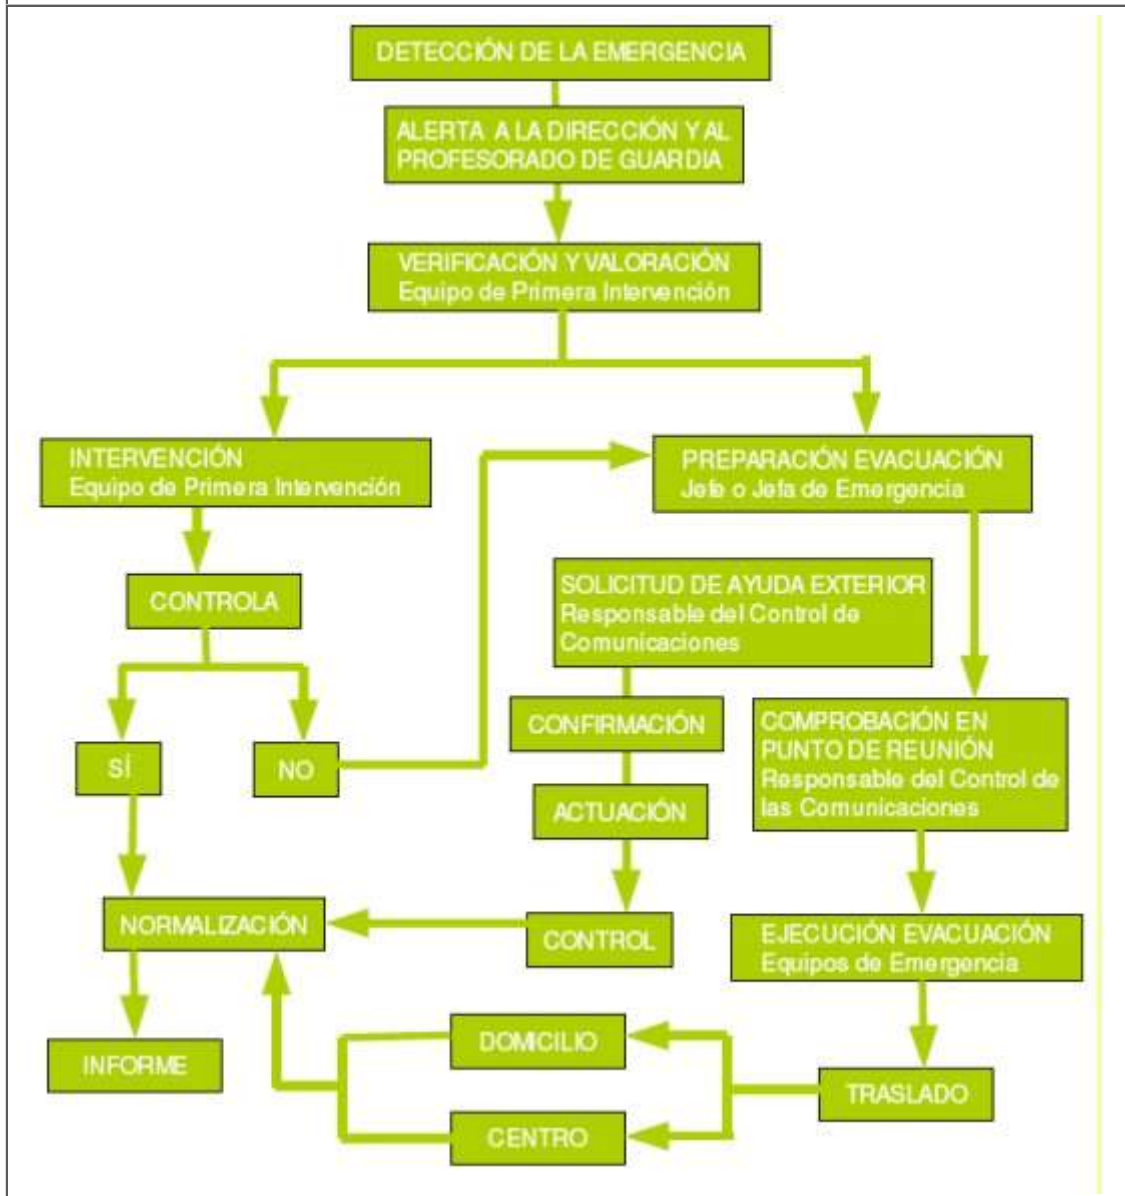 DETECCIÓN DE LA EMERGENCIA
ALERTA A LA DIRECCIÓN Y AL
PROFESORADO DE GUARDIA
VERIFICACIÓN Y VALORACIÓN
Equipo de Primera Intervención
INTERVENCIÓN
Equipo de Primera Intervención
PREPARACIÓN EVACUACIÓN
Jefe o Jefa de Emergencia
CONTROLA
SOLICITUD DE AYUDA EXTERIOR
Responsable del Control de
Comunicaciones
SÍ
NO
CONFIRMACIÓN
COMPROBACIÓN EN
PUNTO DE REUNIÓN
Responsable del Control de
las Comunicaciones
ACTUACIÓN
NORMALIZACIÓN
CONTROL
EJECUCIÓN EVACUACIÓN
Equipos de Emergencia
INFORME
DOMICILIO
TRASLADO
CENTRO